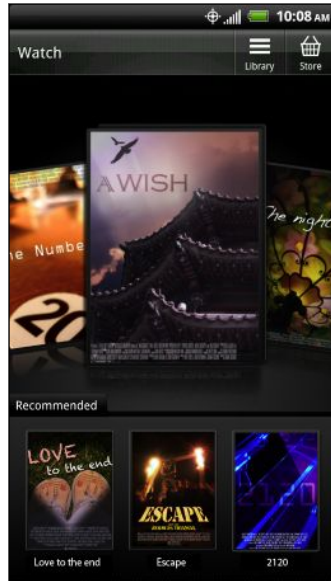 10:08 AM
Watch
Library
Store
A WISH
e Numbe
20
he night
Recommended
LOVE
to the end
ESCAPE
2120
Love to the end
Escape
2120